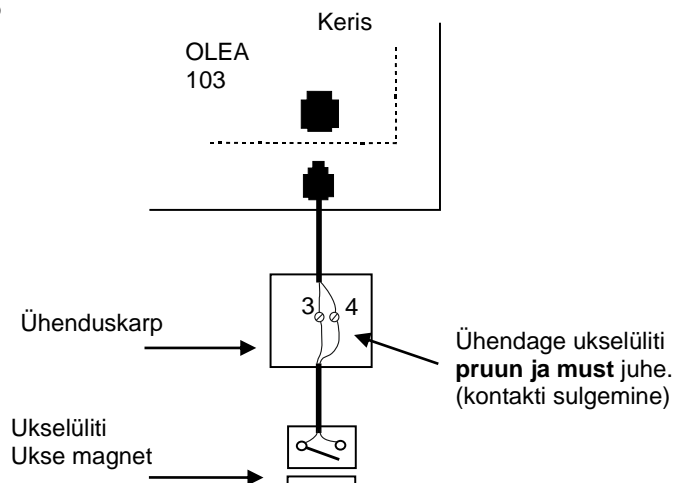 Keris
OLEA
103
3 4
Ühenduskarp
Ühendage ukselüliti
pruun ja must juhe.
(kontakti sulgemine)
Ukselüliti
Ukse magnet